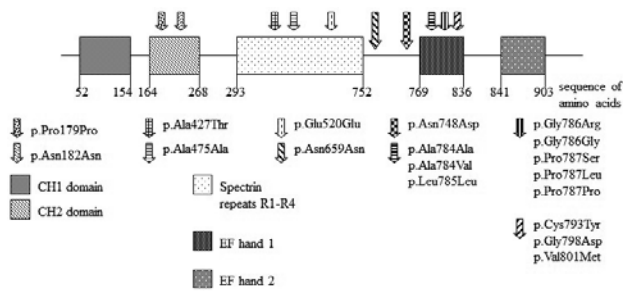 52 154 164 268 293 752 769 836 841 903 sequence of
amino acids
p.Pro179Pro p.Ala427Thr p.Glu520Glu p.Asn748Asp p.Gly786Arg
p.Gly786Gly
p.Asn182Asn p.Ala475Ala p.Asn659Asn p.Ala784Ala p.Pro787Ser
p.Ala784Val p.Pro787Leu
p.Leu785Leu p.Pro787Pro
CH1 domain Spectrin
repeats R1-R4
CH2 domain p.Cys793Tyr
p.Gly798Asp
EF hand 1 p.Val801Met
EF hand 2